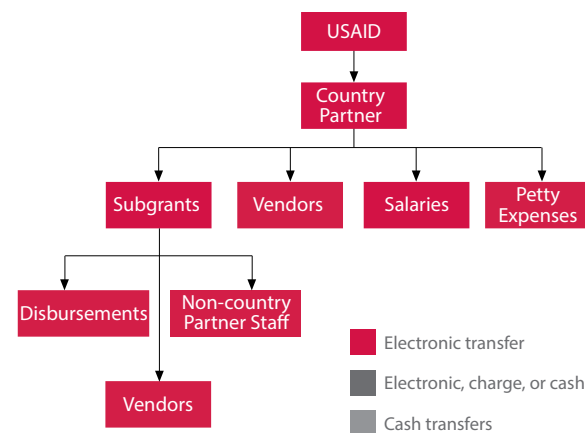 USAID
Country
Partner
Subgrants
Vendors
Salaries
Petty
Expenses
Disbursements
Non-country
Partner Staff
Vendors
Electronic transfer
Electronic, charge, or cash
Cash transfers